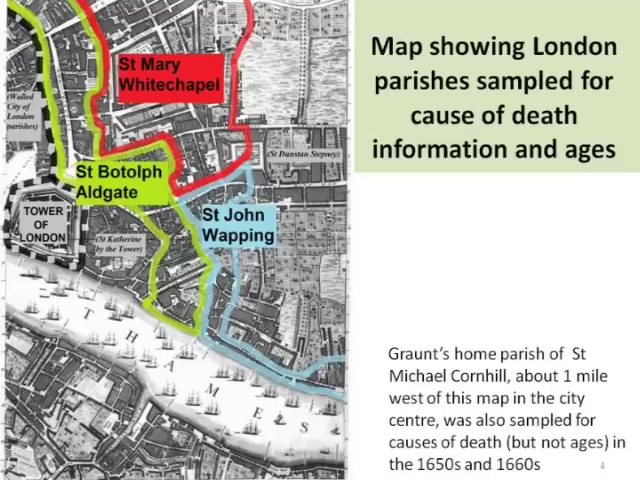 Map showing London
parishes sampled for
cause of death
information and ages
St Mary
Whitechapel
(Walled
City of
London
parishes)
(St Dunstan Stepney)
St Botolph
Aldgate
TOWER
OF
LONDON
St John
Wapping
(St Katherine
by the Tower)
THAMES
Graunt's home parish of St
Michael Cornhill, about 1 mile
west of this map in the city
centre, was also sampled for
causes of death (but not ages) in
the 1650s and 1660s
4